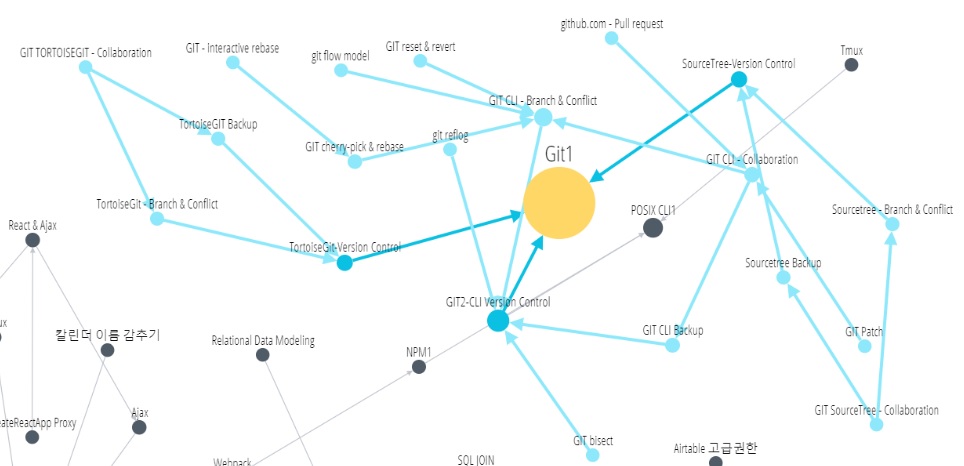 github.com - Pull request
GIT TORTOISEGIT - Collaboration
GIT - Interactive rebase
git flow model
GIT reset & revert
Tmux
SourceTree-Version Control
GIT CLI - Branch & Conflict
TortoiseGIT Backup
git reflog
GIT cherry-pick & rebase
Git1
GIT CLI - Collaboration
TortoiseGit - Branch & Conflict
POSIX CLI1
Sourcetree - Branch & Conflict
React & Ajax
TortoiseGit-Version Control
Sourcetree Backup
GIT2-CLI Version Control
ux
칼린더 이름 감추기
Relational Data Modeling
GIT CLI Backup
GIT Patch
NPM1
Ajax
GIT SourceTree - Collaboration
eateReactApp Proxy
GIT bisect
Airtable 고급권한
Webpack
SQL JOIN